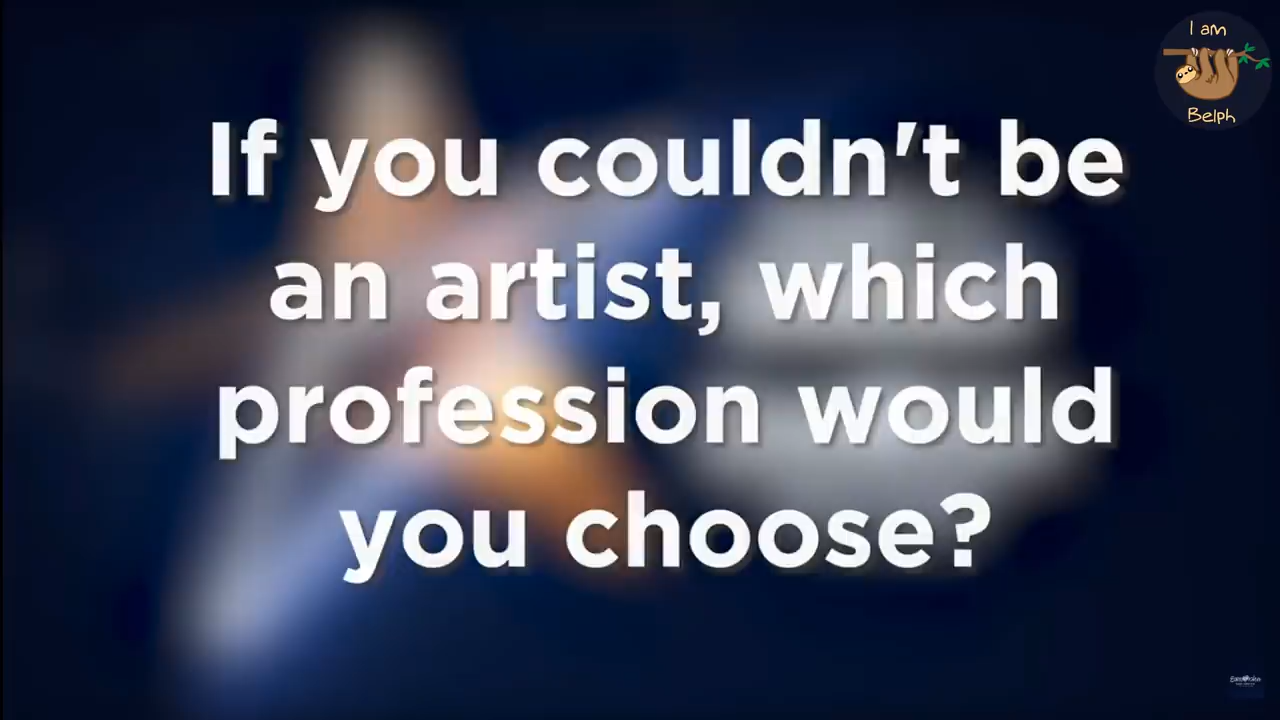 I am
Belph
If you couldn't be
an artist, which
profession would
you choose?